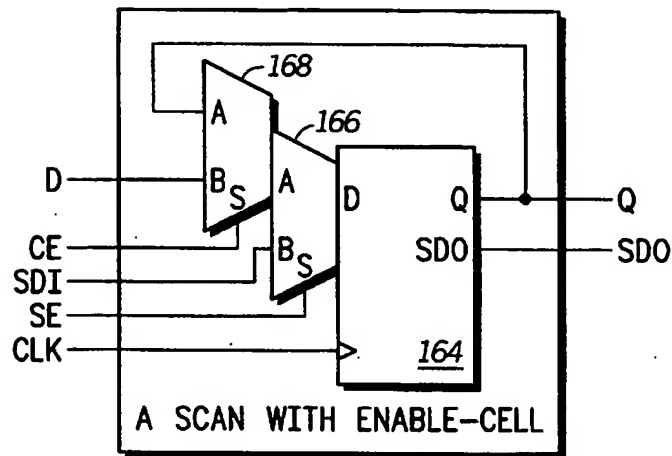 168
166
A
A
D
B
S
D
Q
Q
CE
B
S
SDO
SDO
SDI
SE
CLK
164
A SCAN WITH ENABLE-CELL